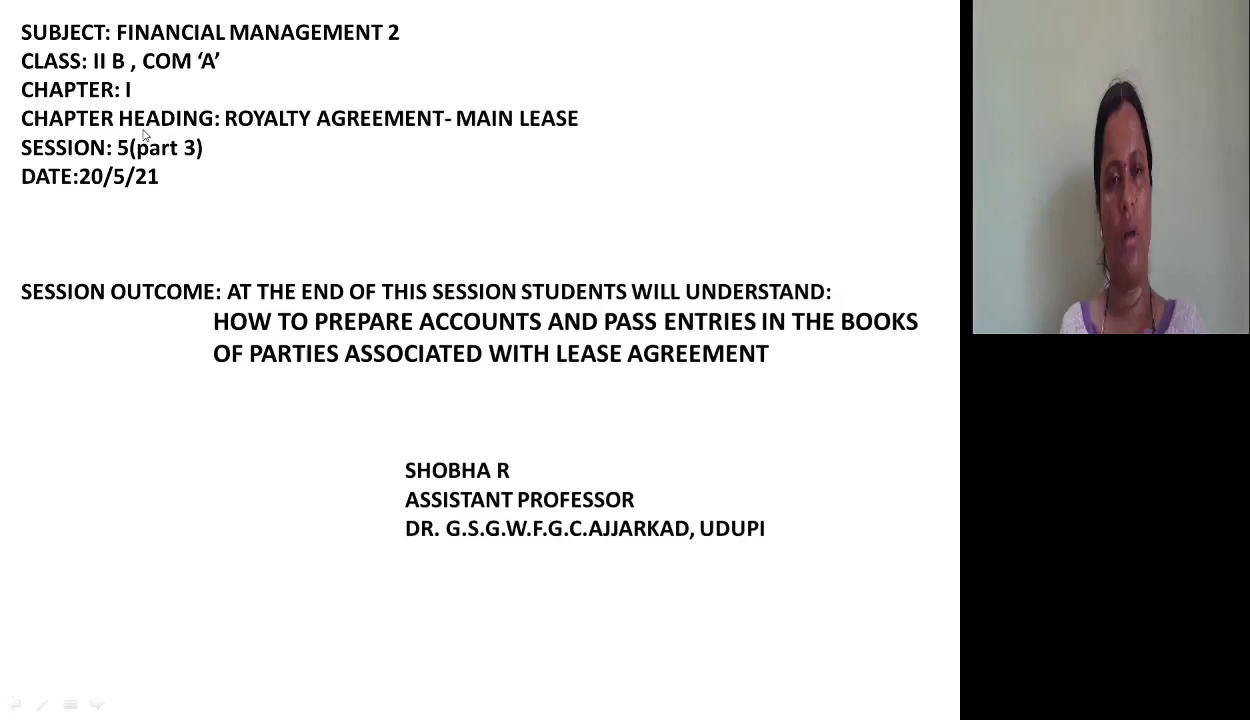 SUBJECT: FINANCIAL MANAGEMENT 2
CLASS: II B , COM ‘A’
CHAPTER: I
CHAPTER HEADING: ROYALTY AGREEMENT- MAIN LEASE
SESSION: 5(part 3)
DATE:20/5/21
SESSION OUTCOME: AT THE END OF THIS SESSION STUDENTS WILL UNDERSTAND:
HOW TO PREPARE ACCOUNTS AND PASS ENTRIES IN THE BOOKS
OF PARTIES ASSOCIATED WITH LEASE AGREEMENT
SHOBHA R
ASSISTANT PROFESSOR
DR. G.S.G.W.F.G.C.AJJARKAD, UDUPI